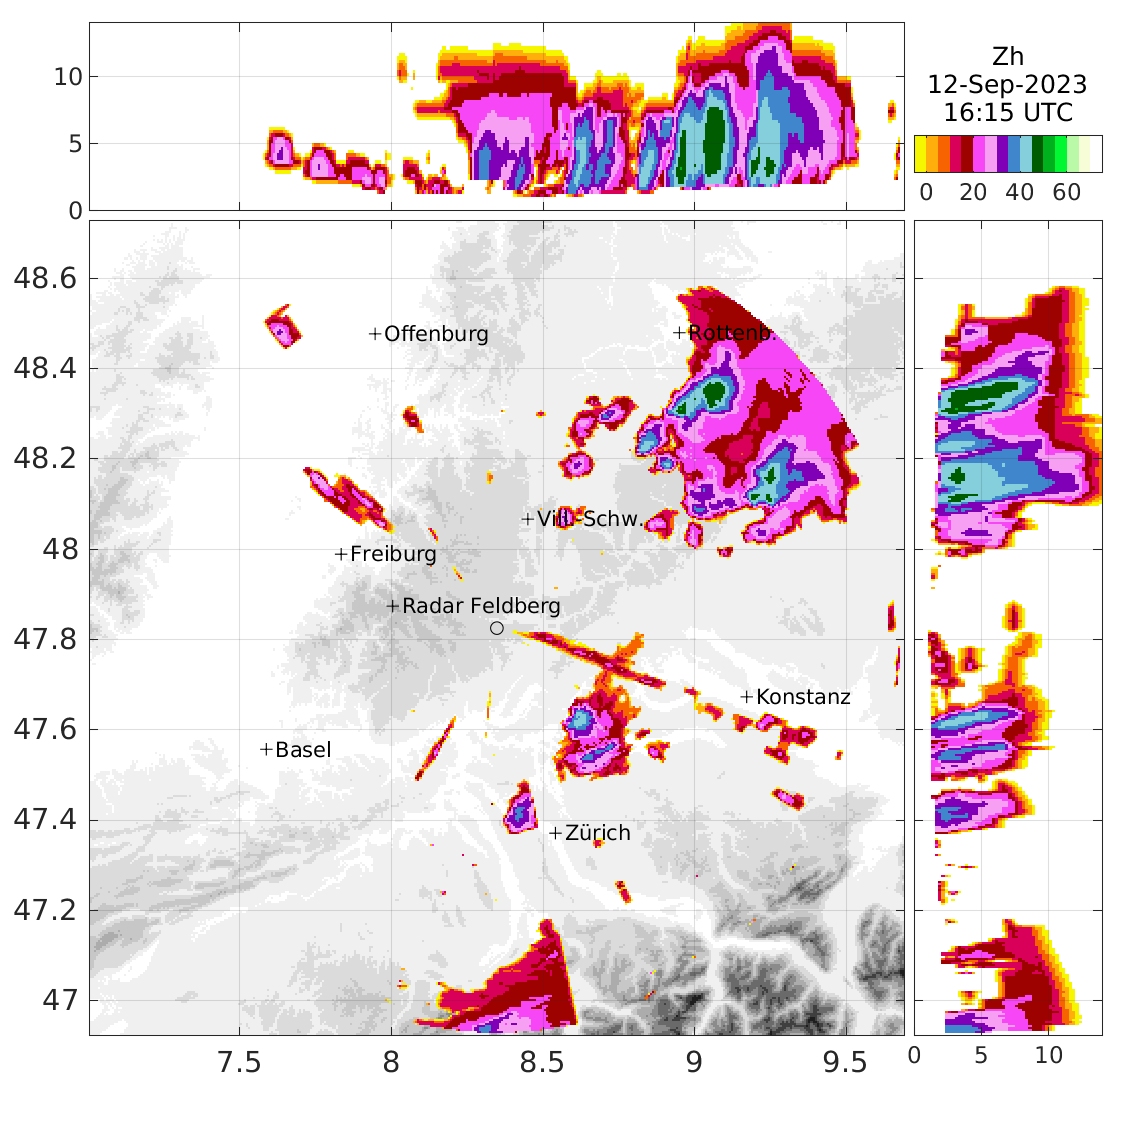 Zh
12-Sep-2023
16:15 UTC
0 20 40 60
10
5
0
48.6
48.4
48.2
48
47.8
47.6
47.4
47.2
47
+Offenburg
+Rottenb.
+Vill.-Schw.
+Freiburg
+Radar Feldberg
+Konstanz
+Basel
+Zürich
7.5 8 8.5 9 9.5
0 5 10